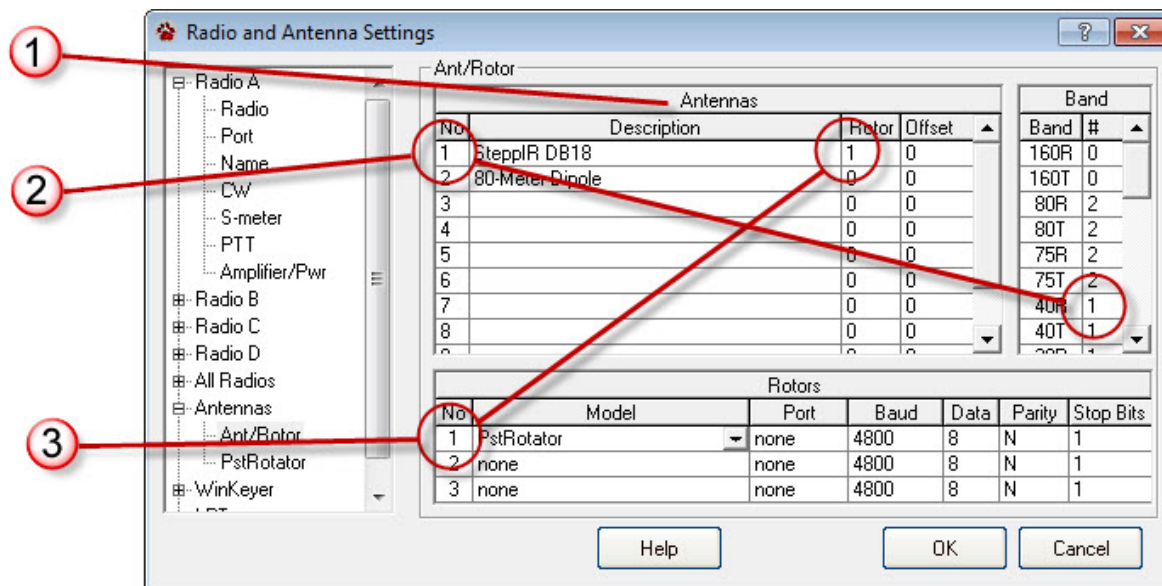 Radio and Antenna Settings
1
2
3
Radio A
Radio
Port
Name
CW
S-meter
PTT
Amplifier/Pwr
Radio B
Radio C
Radio D
All Radios
Antennas
Ant/Rotor
PstRotator
WinKeyer
Ant/Rotor
Antennas
No Description Rotor Offset
1 SteppIR DB18 1 0
2 80-Meter Dipole 0 0
3 0 0
4 0 0
5 0 0
6 0 0
7 0 0
8 0 0
Band
Band #
160R 0
160T 0
80R 2
80T 2
75R 2
75T 2
40R 1
40T 1
Rotors
No Model Port Baud Data Parity Stop Bits
1 PstRotator none 4800 8 N 1
2 none none 4800 8 N 1
3 none none 4800 8 N 1
Help OK Cancel